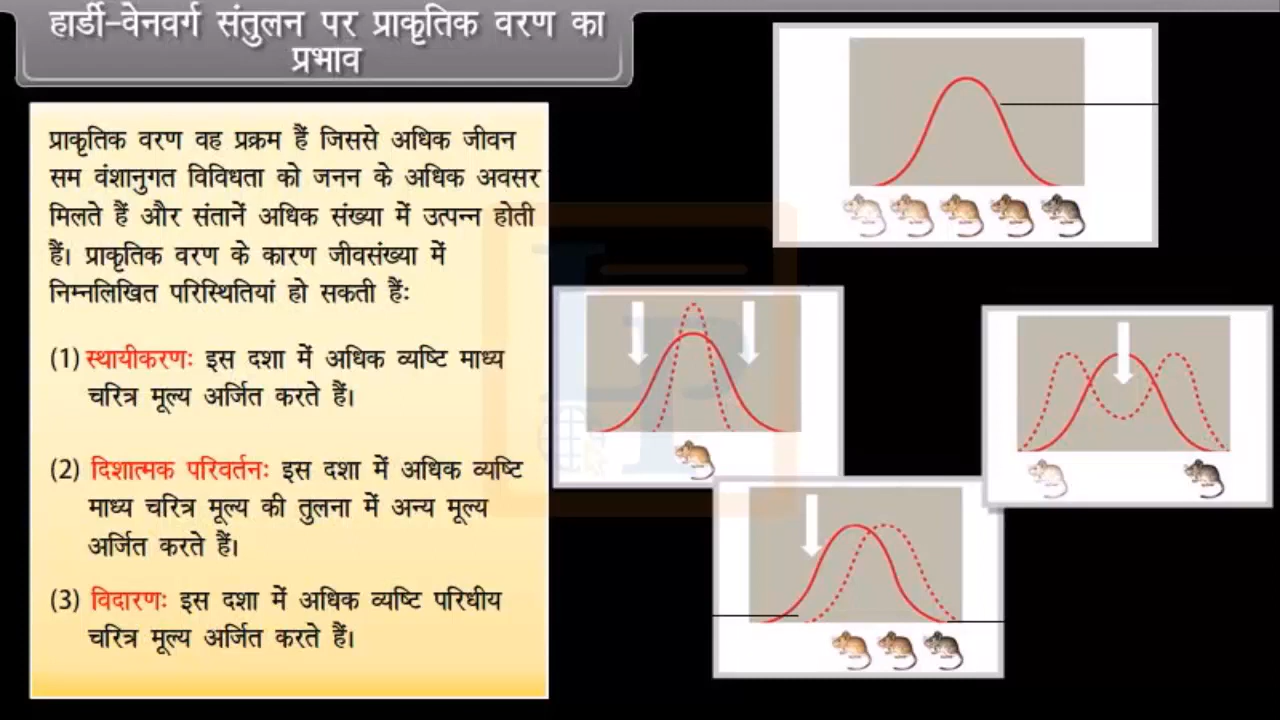 हार्डी-वेनवर्ग संतुलन पर प्राकृतिक वरण का
प्रभाव
प्राकृतिक वरण वह प्रक्रम हैं जिससे अधिक जीवन
सम वंशानुगत विविधता को जनन के अधिक अवसर
मिलते हैं और संतानें अधिक संख्या में उत्पन्न होती
हैं। प्राकृतिक वरण के कारण जीवसंख्या में
निम्नलिखित परिस्थितियां हो सकती हैंः
(1) स्थायीकरणः इस दशा में अधिक व्यष्टि माध्य
चरित्र मूल्य अर्जित करते हैं।
(2) दिशात्मक परिवर्तनः इस दशा में अधिक व्यष्टि
माध्य चरित्र मूल्य की तुलना में अन्य मूल्य
अर्जित करते हैं।
(3) विदारणः इस दशा में अधिक व्यष्टि परिधीय
चरित्र मूल्य अर्जित करते हैं।